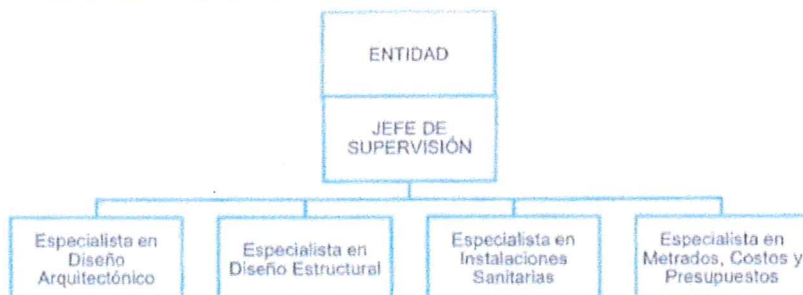 ENTIDAD
JEFE DE
SUPERVISIÓN
Especialista en
Diseño
Arquitectónico
Especialista en
Diseño Estructural
Especialista en
Instalaciones
Sanitarias
Especialista en
Metrados, Costos y
Presupuestos